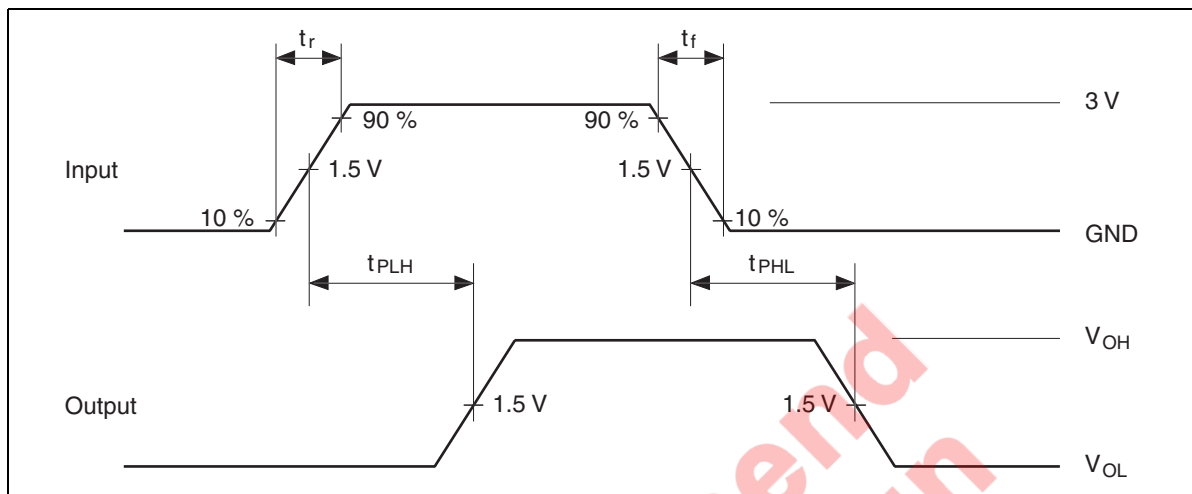 tr
tf
90 %
90 %
3 V
Input
1.5 V
1.5 V
10 %
10 %
GND
tPLH
tPHL
VOH
Output
1.5 V
1.5 V
VOL
end